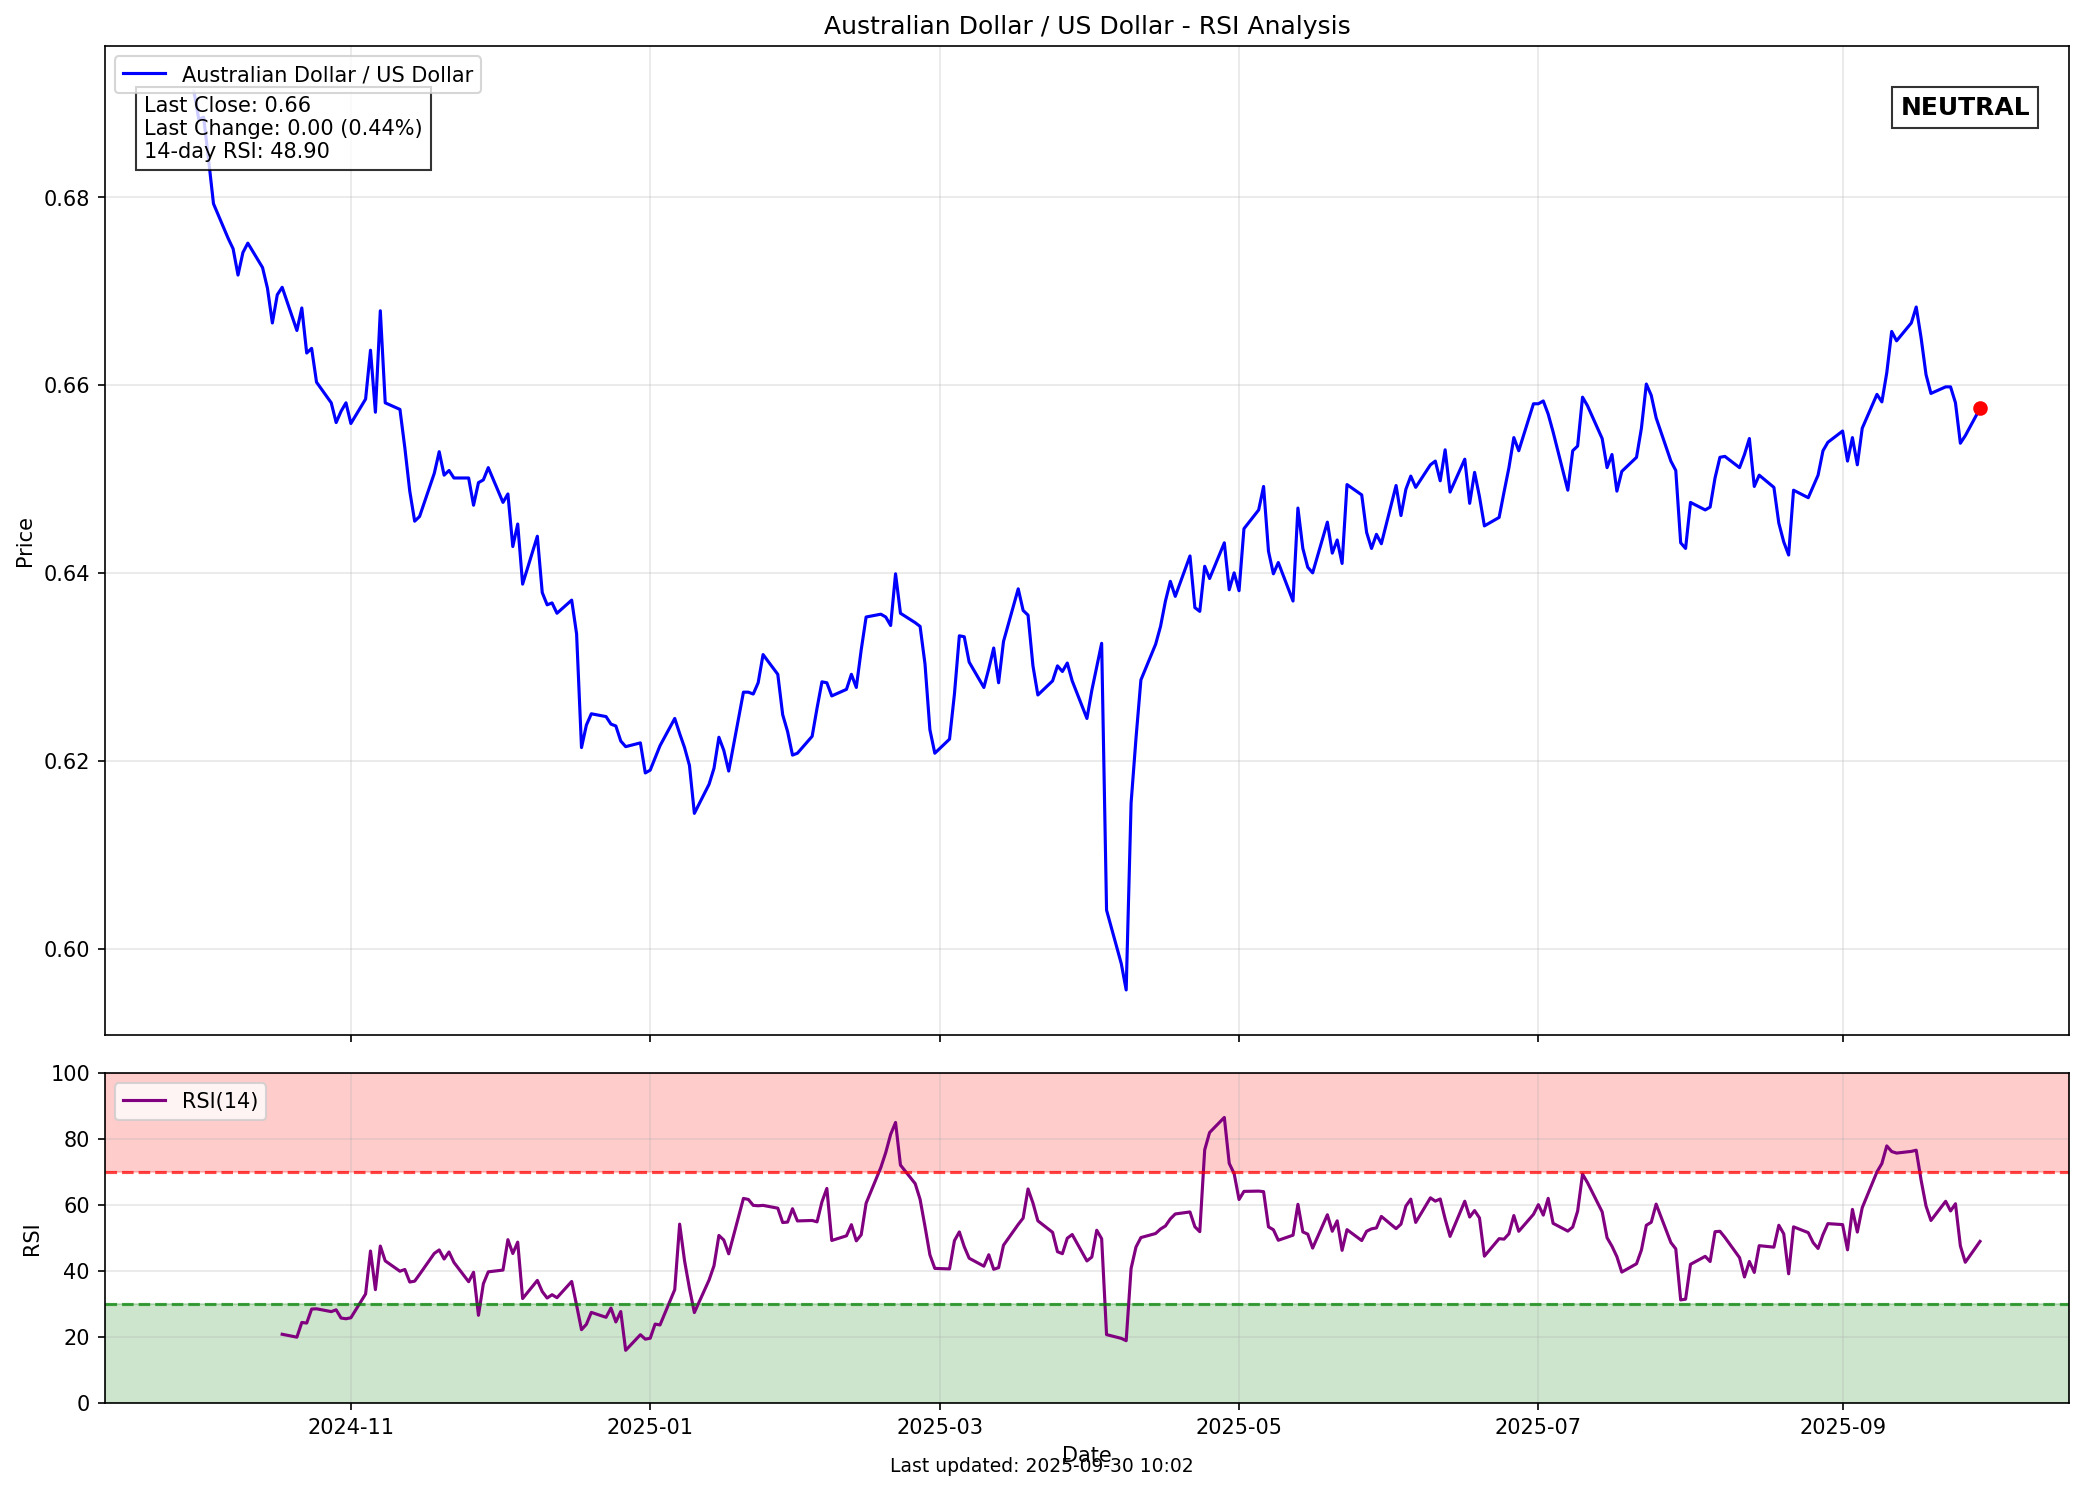 Australian Dollar / US Dollar - RSI Analysis
Australian Dollar / US Dollar
Last Close: 0.66
Last Change: 0.00 (0.44%)
14-day RSI: 48.90
NEUTRAL
0.68
0.66
0.64
0.62
0.60
Price
100
80
60
40
20
0
RSI
RSI(14)
2024-11
2025-01
2025-03
2025-05
2025-07
2025-09
Date
Last updated: 2025-09-30 10:02